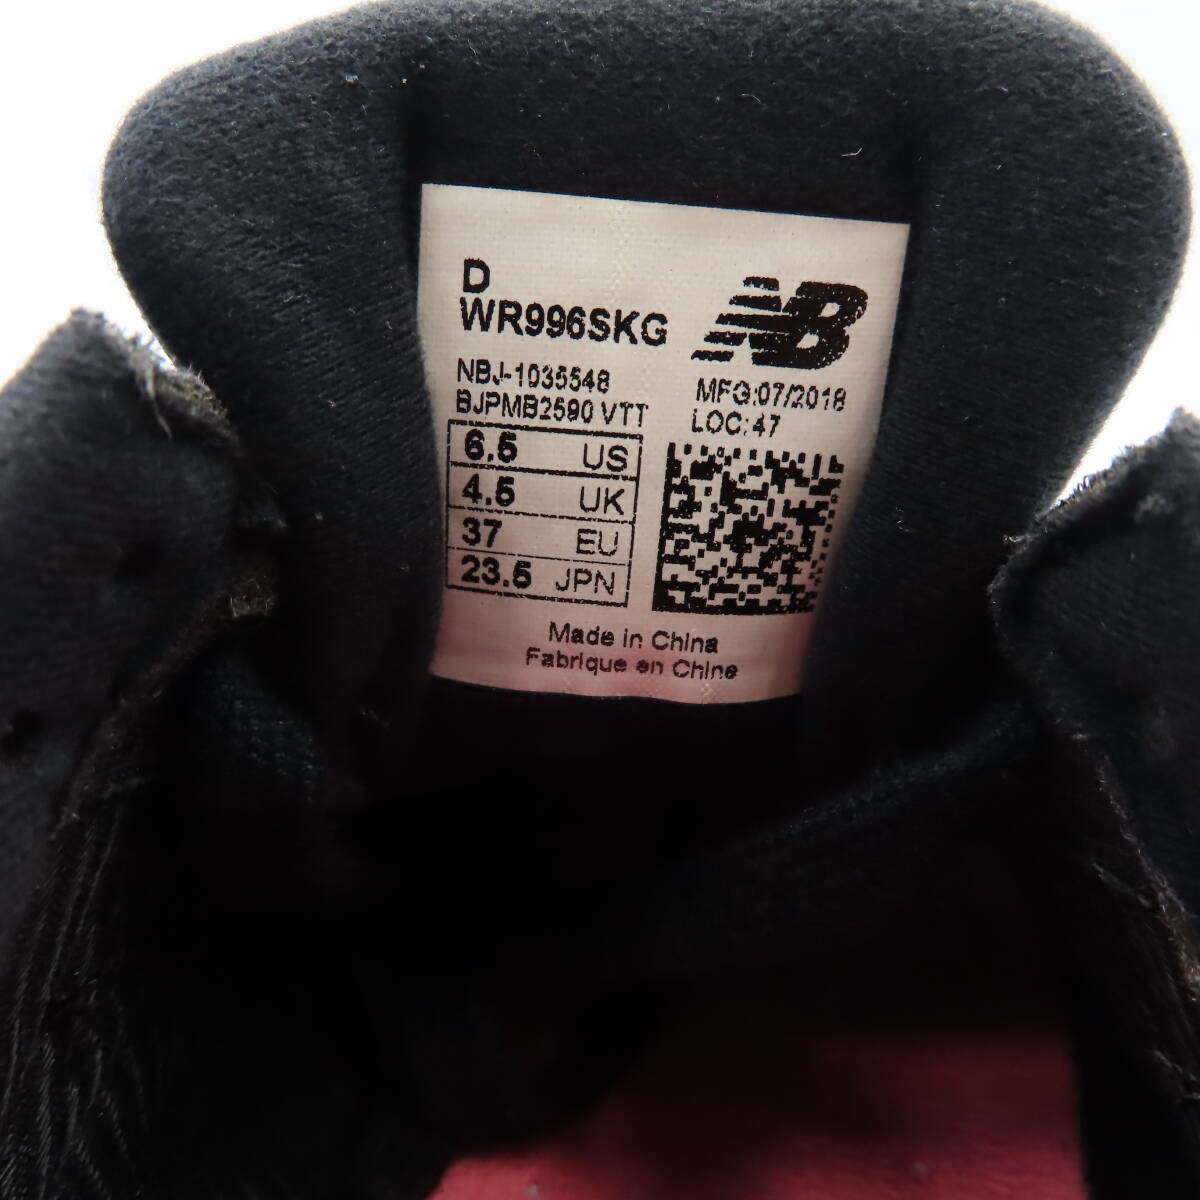 D
WR996SKG
NB
NBJ-1035548
BJPMB2590 VTT
MFG:07/2018
LOC:47
6.5 US
4.5 UK
37 EU
23.5 JPN
Made in China
Fabrique en Chine